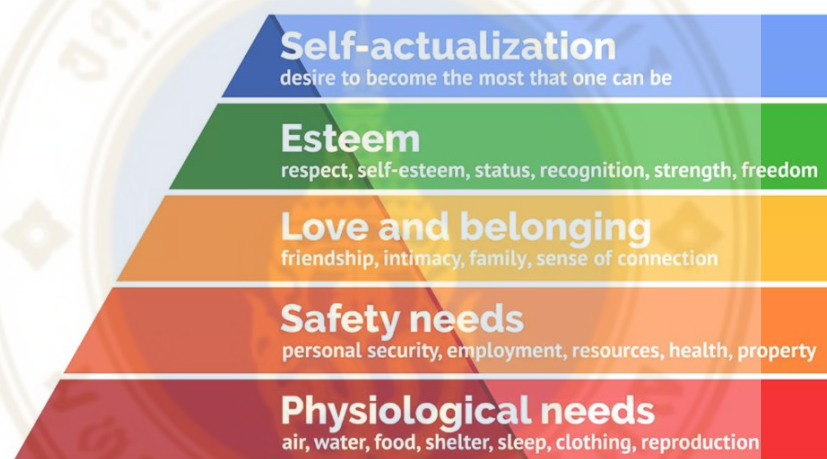 Self-actualization
desire to become the most that one can be
Esteem
respect, self-esteem, status, recognition, strength, freedom
Love and belonging
friendship, intimacy, family, sense of connection
Safety needs
personal security, employment, resources, health, property
Physiological needs
air, water, food, shelter, sleep, clothing, reproduction